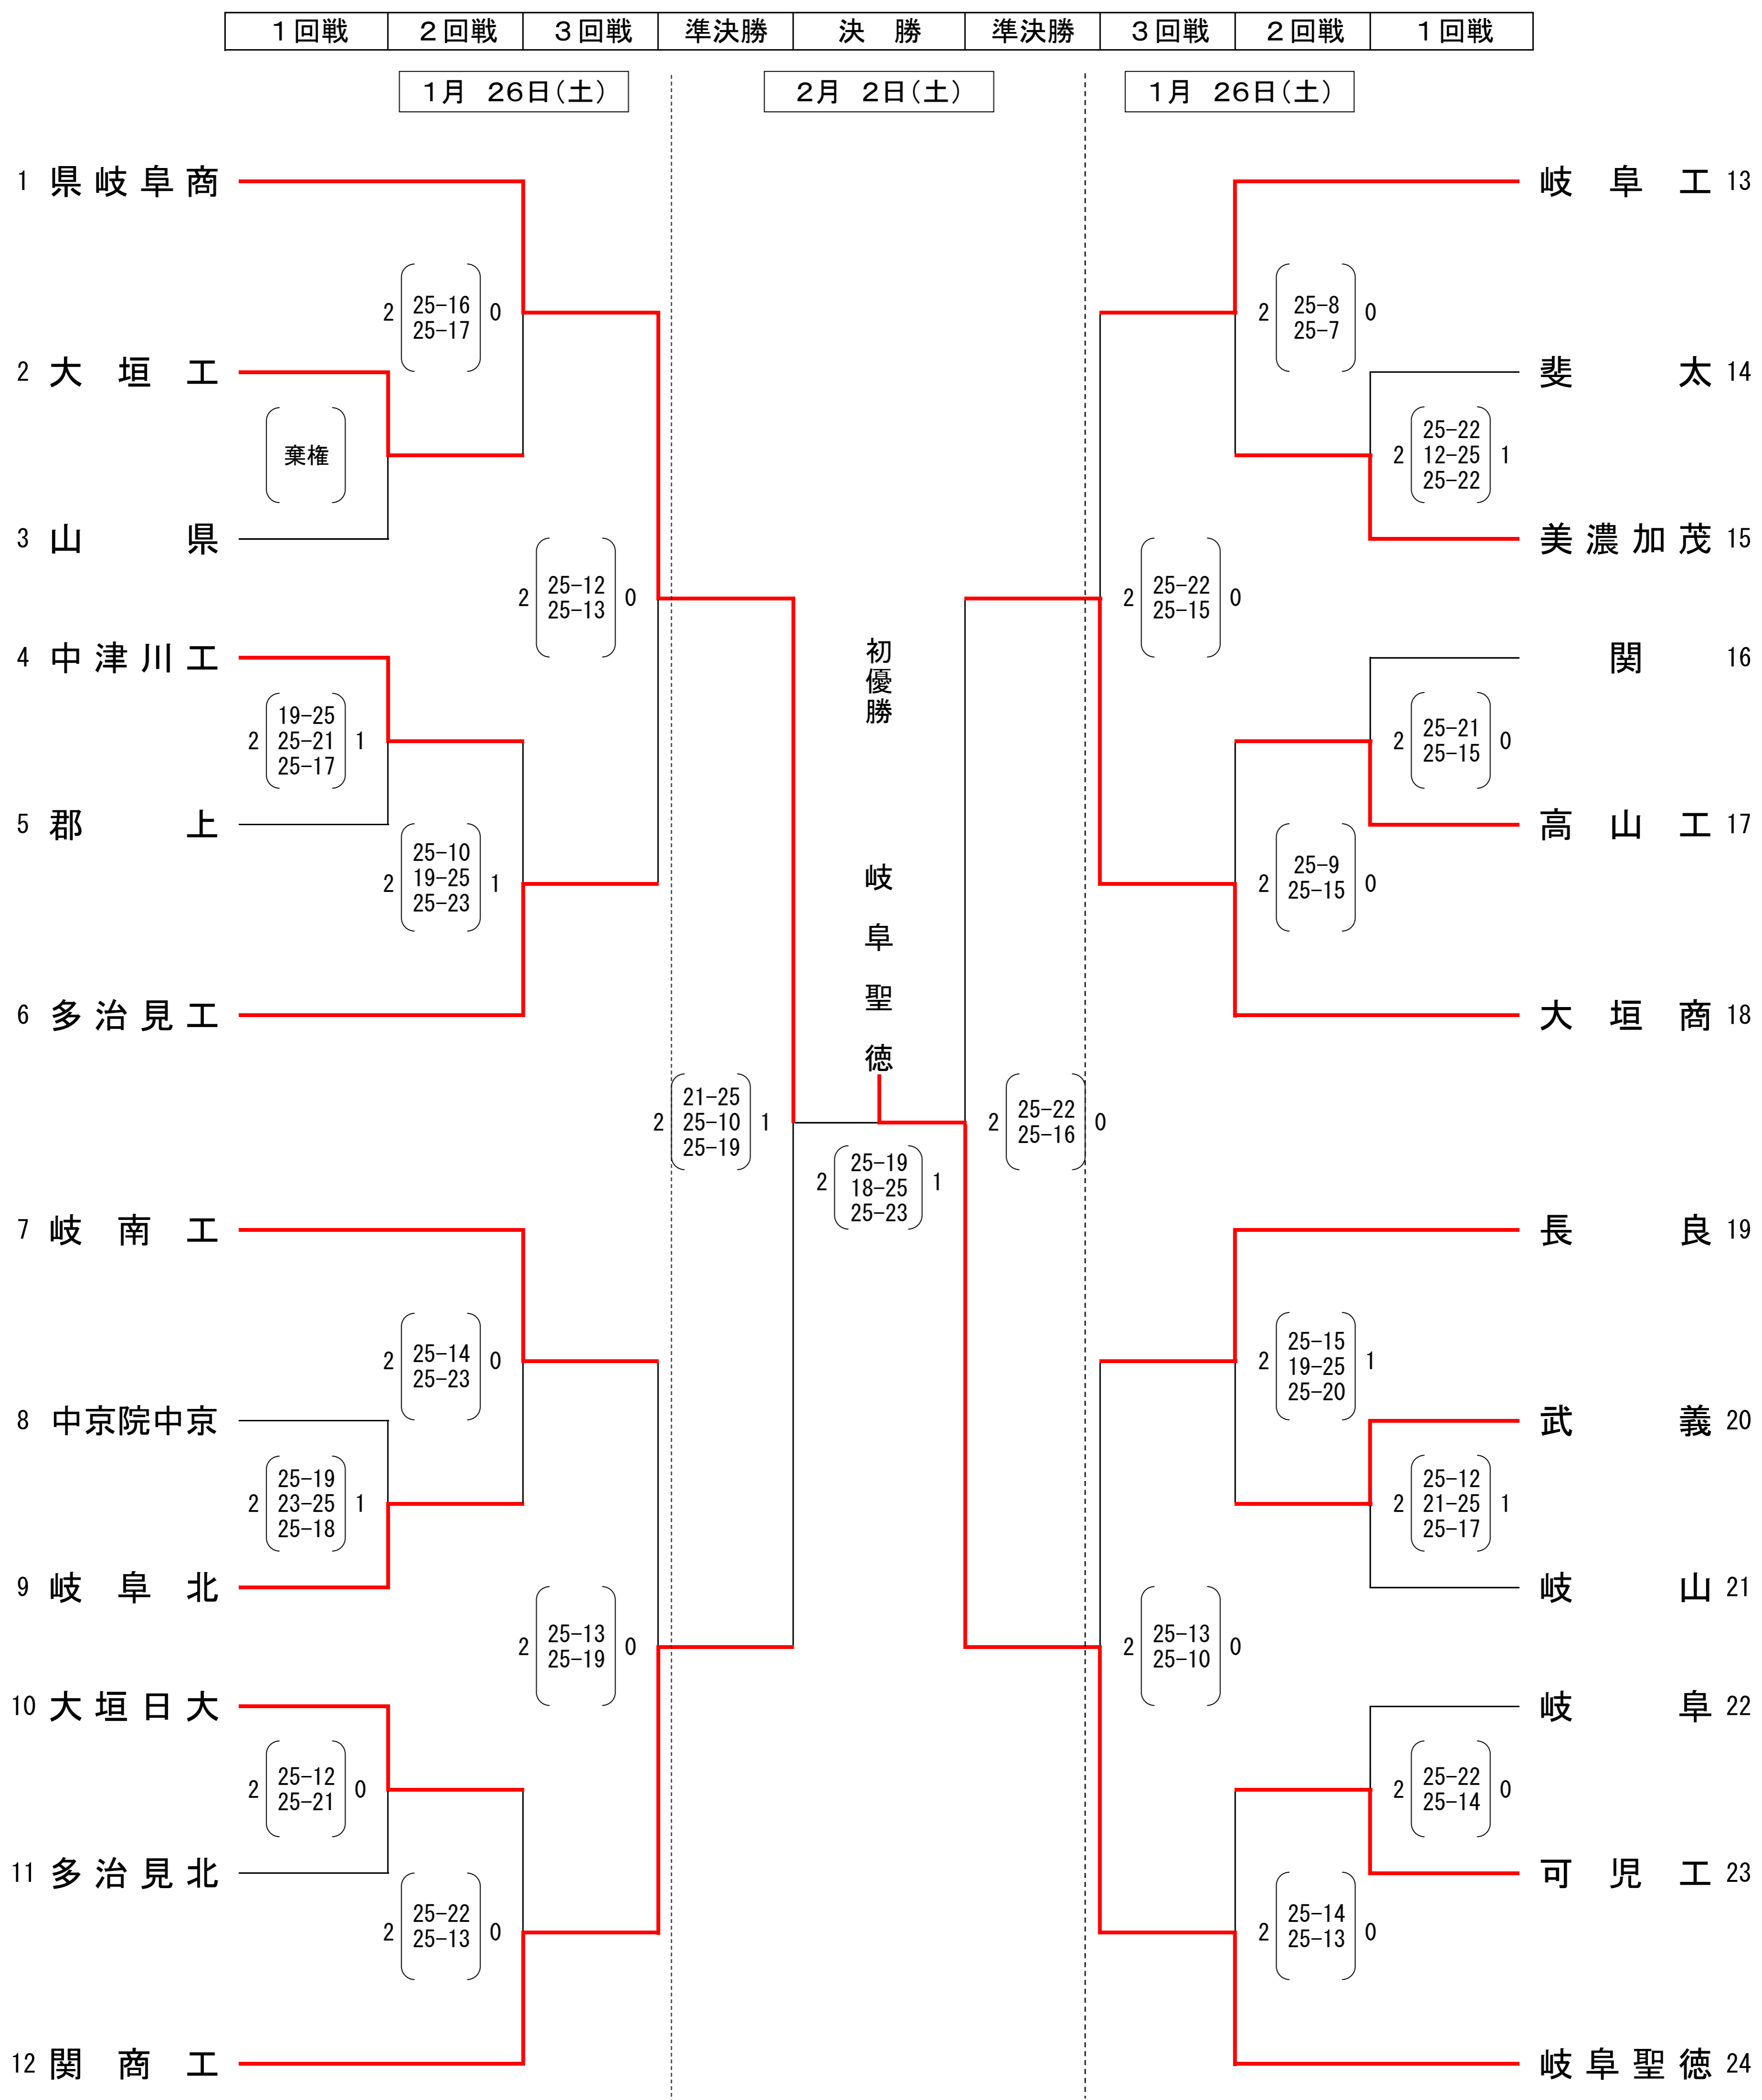 １回戦 ２回戦 ３回戦 準決勝 決　勝 準決勝 ３回戦 ２回戦 １回戦
１月　26日（土） ２月　２日（土） １月　26日（土）
1 県岐阜商
2 25-16 0
25-17
2 大垣工
棄権
3 山県
2 25-12 0
25-13
4 中津川工
19-25
2 25-21 1
25-17
5 郡上
25-10
2 19-25 1
25-23
6 多治見工
21-25
2 25-10 1
25-19
7 岐南工
2 25-14 0
25-23
8 中京院中京
25-19
2 23-25 1
25-18
9 岐阜北
2 25-13 0
25-19
10 大垣日大
2 25-12 0
25-21
11 多治見北
2 25-22 0
25-13
12 関商工
初優勝
岐阜聖徳
25-19
2 18-25 1
25-23
岐阜工 13
2 25-8 0
25-7
斐太 14
25-22
2 12-25 1
25-22
美濃加茂 15
2 25-22 0
25-15
関 16
2 25-21 0
25-15
高山工 17
2 25-9 0
25-15
大垣商 18
2 25-22 0
25-16
長良 19
25-15
2 19-25 1
25-20
武義 20
25-12
2 21-25 1
25-17
岐山 21
2 25-13 0
25-10
岐阜 22
2 25-22 0
25-14
可児工 23
2 25-14 0
25-13
岐阜聖徳 24